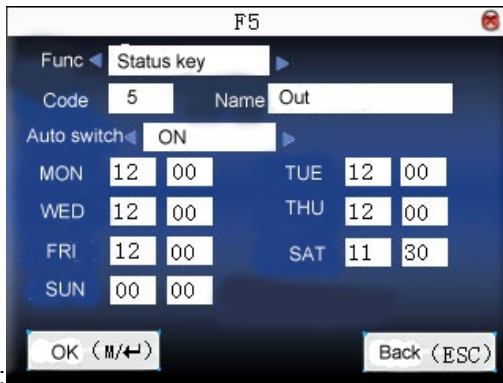 F5
Func Status key
Code 5 Name Out
Auto switch ON
MON 12 00 TUE 12 00
WED 12 00 THU 12 00
FRI 12 00 SAT 11 30
SUN 00 00
OK (M/↵) Back (ESC)